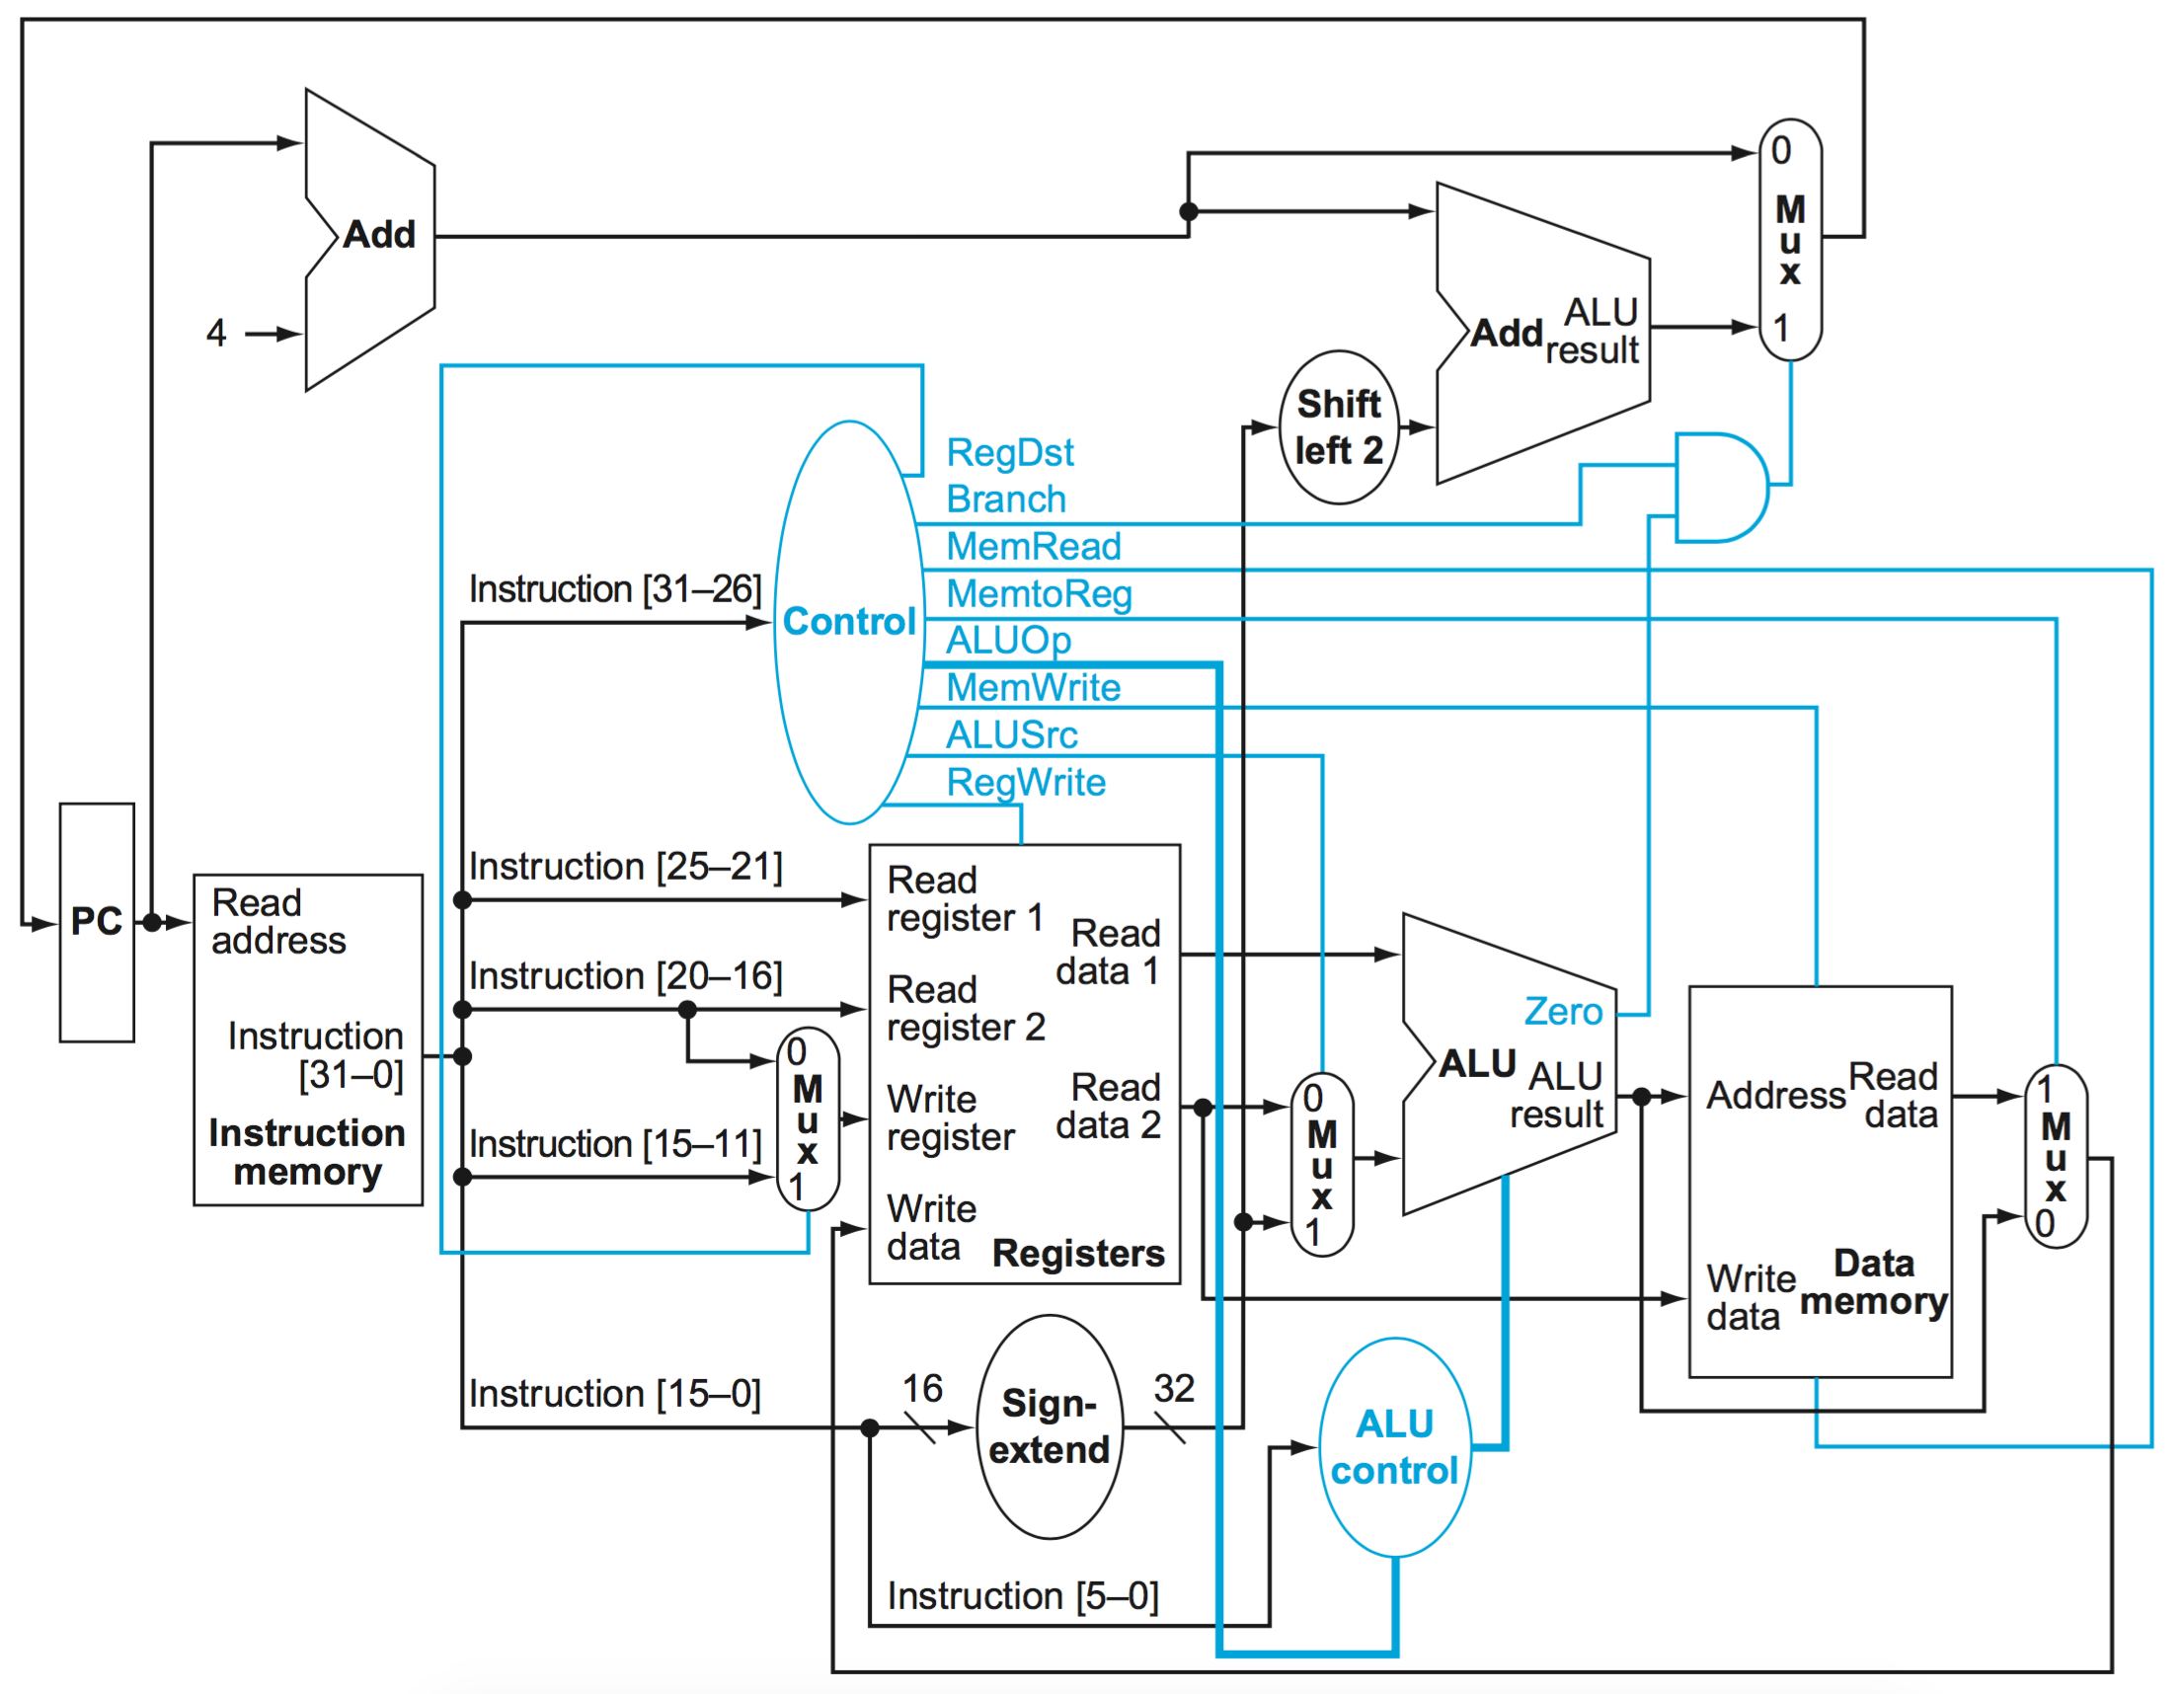 0
M
u
x
1
Add
ALU
result
Add
4
Shift
left 2
RegDst
Branch
MemRead
MemtoReg
ALUOp
MemWrite
ALUSrc
RegWrite
Instruction [31–26]
Control
PC
Read
address
Instruction
[31–0]
Instruction
memory
Instruction [25–21]
Instruction [20–16]
Instruction [15–11]
0
M
u
x
1
Read
register 1
Read
register 2
Write
register
Write
data
Read
data 1
Read
data 2
Registers
0
M
u
x
1
Zero
ALU
ALU
result
Address
Read
data
Write
data
Data
memory
1
M
u
x
0
Instruction [15–0]
16
Sign-
extend
32
ALU
control
Instruction [5–0]